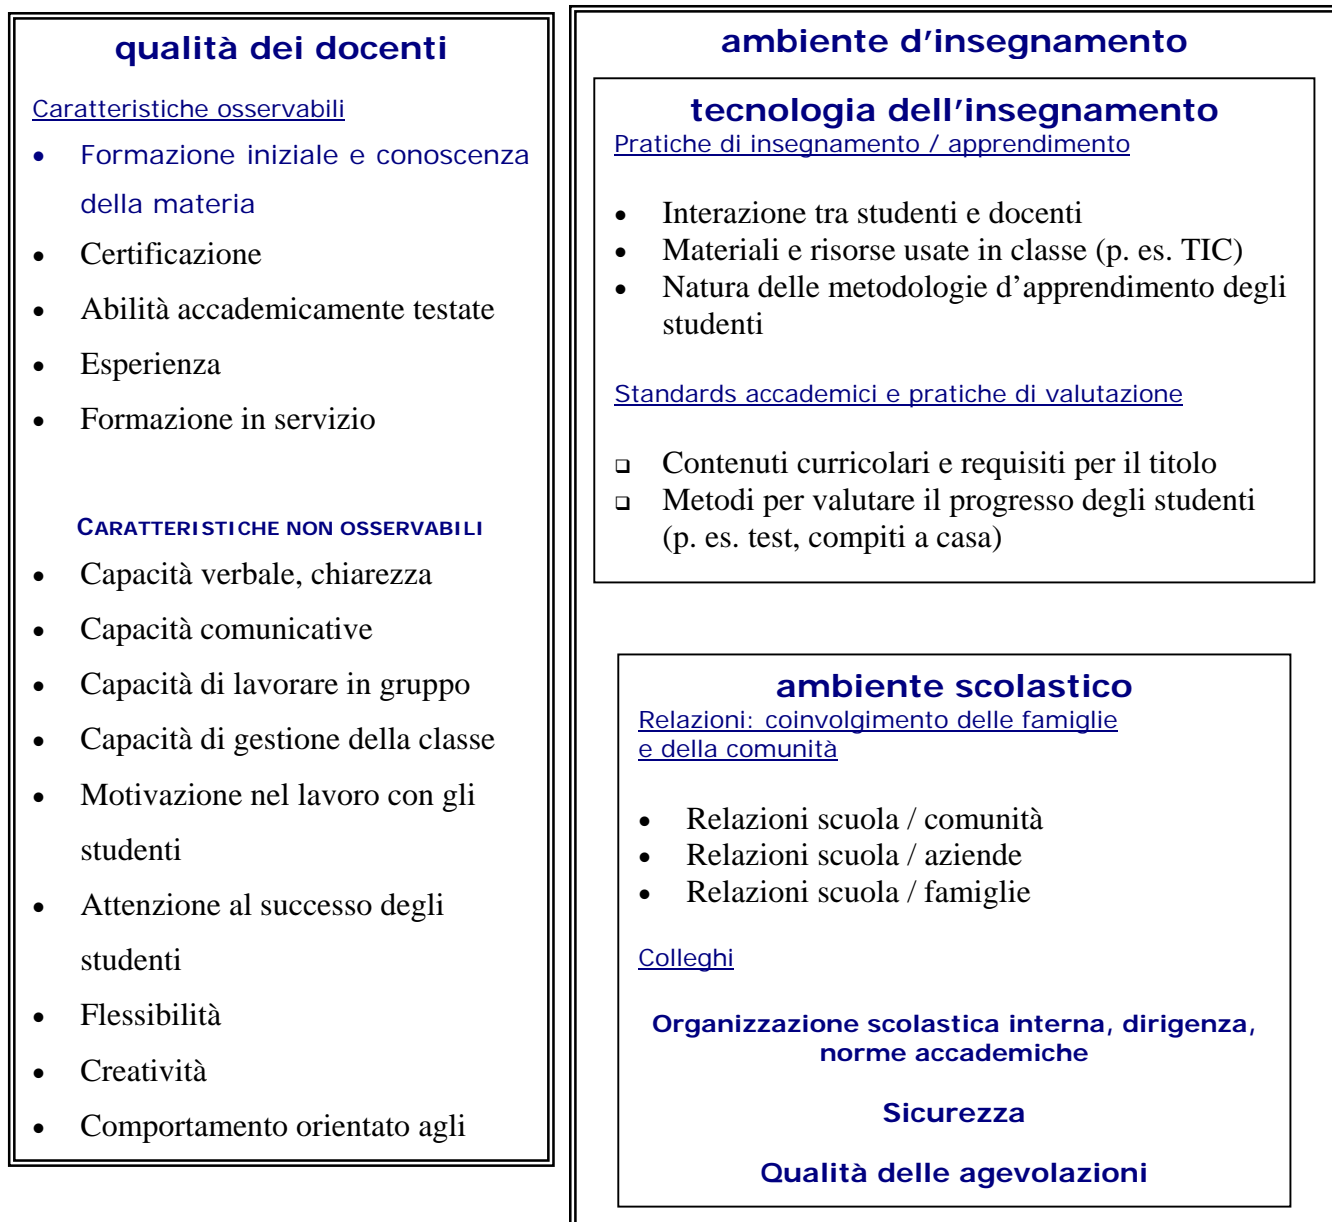 qualità dei docenti
Caratteristiche osservabili
• Formazione iniziale e conoscenza
della materia
• Certificazione
• Abilità accademicamente testate
• Esperienza
• Formazione in servizio
CARATTERISTICHE NON OSSERVABILI
• Capacità verbale, chiarezza
• Capacità comunicative
• Capacità di lavorare in gruppo
• Capacità di gestione della classe
• Motivazione nel lavoro con gli
studenti
• Attenzione al successo degli
studenti
• Flessibilità
• Creatività
• Comportamento orientato agli
ambiente d'insegnamento
tecnologia dell'insegnamento
Pratiche di insegnamento / apprendimento
• Interazione tra studenti e docenti
• Materiali e risorse usate in classe (p. es. TIC)
• Natura delle metodologie d'apprendimento degli
studenti
Standards accademici e pratiche di valutazione
❑ Contenuti curricolari e requisiti per il titolo
❑ Metodi per valutare il progresso degli studenti
(p. es. test, compiti a casa)
ambiente scolastico
Relazioni: coinvolgimento delle famiglie
e della comunità
• Relazioni scuola / comunità
• Relazioni scuola / aziende
• Relazioni scuola / famiglie
Colleghi
Organizzazione scolastica interna, dirigenza,
norme accademiche
Sicurezza
Qualità delle agevolazioni